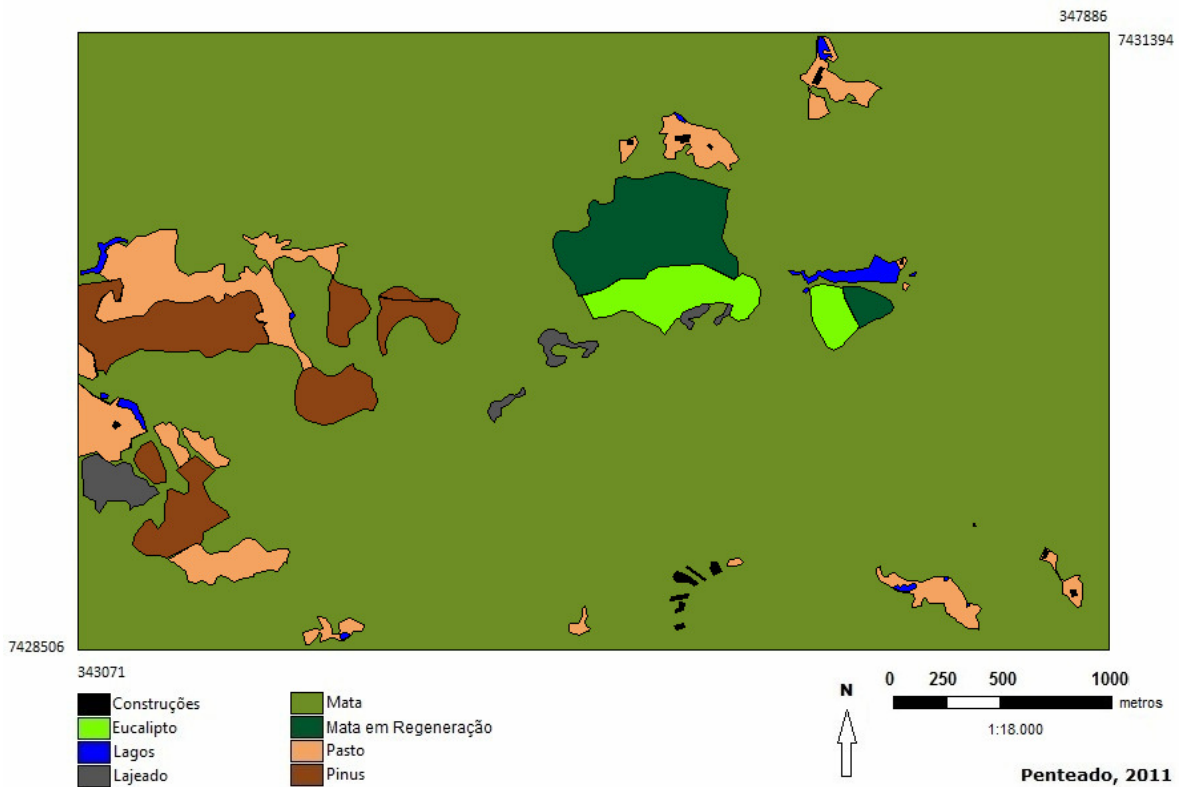 347886
7431394
7428506
343071
Construções
Eucalipto
Lagos
Lajeado
Mata
Mata em Regeneração
Pasto
Pinus
N
0 250 500 1000
metros
1:18.000
Penteado, 2011